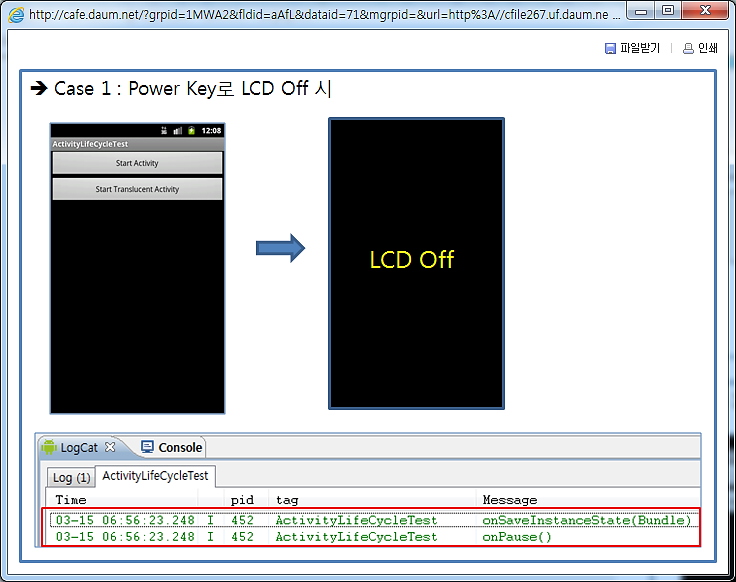 http://cafe.daum.net/?grpid=1MWA2&fldid=aAfL&dataid=71&mgrpid=&url=http%3A//cfile267.uf.daum.ne ...
파일받기 | 인쇄
➔ Case 1 : Power Key로 LCD Off 시
12:08
ActivityLifeCycleTest
Start Activity
Start Translucent Activity
LCD Off
LogCat Console
Log (1) ActivityLifeCycleTest
Time pid tag Message
03-15 06:56:23.248 I 452 ActivityLifeCycleTest onSaveInstanceState(Bundle)
03-15 06:56:23.248 I 452 ActivityLifeCycleTest onPause()